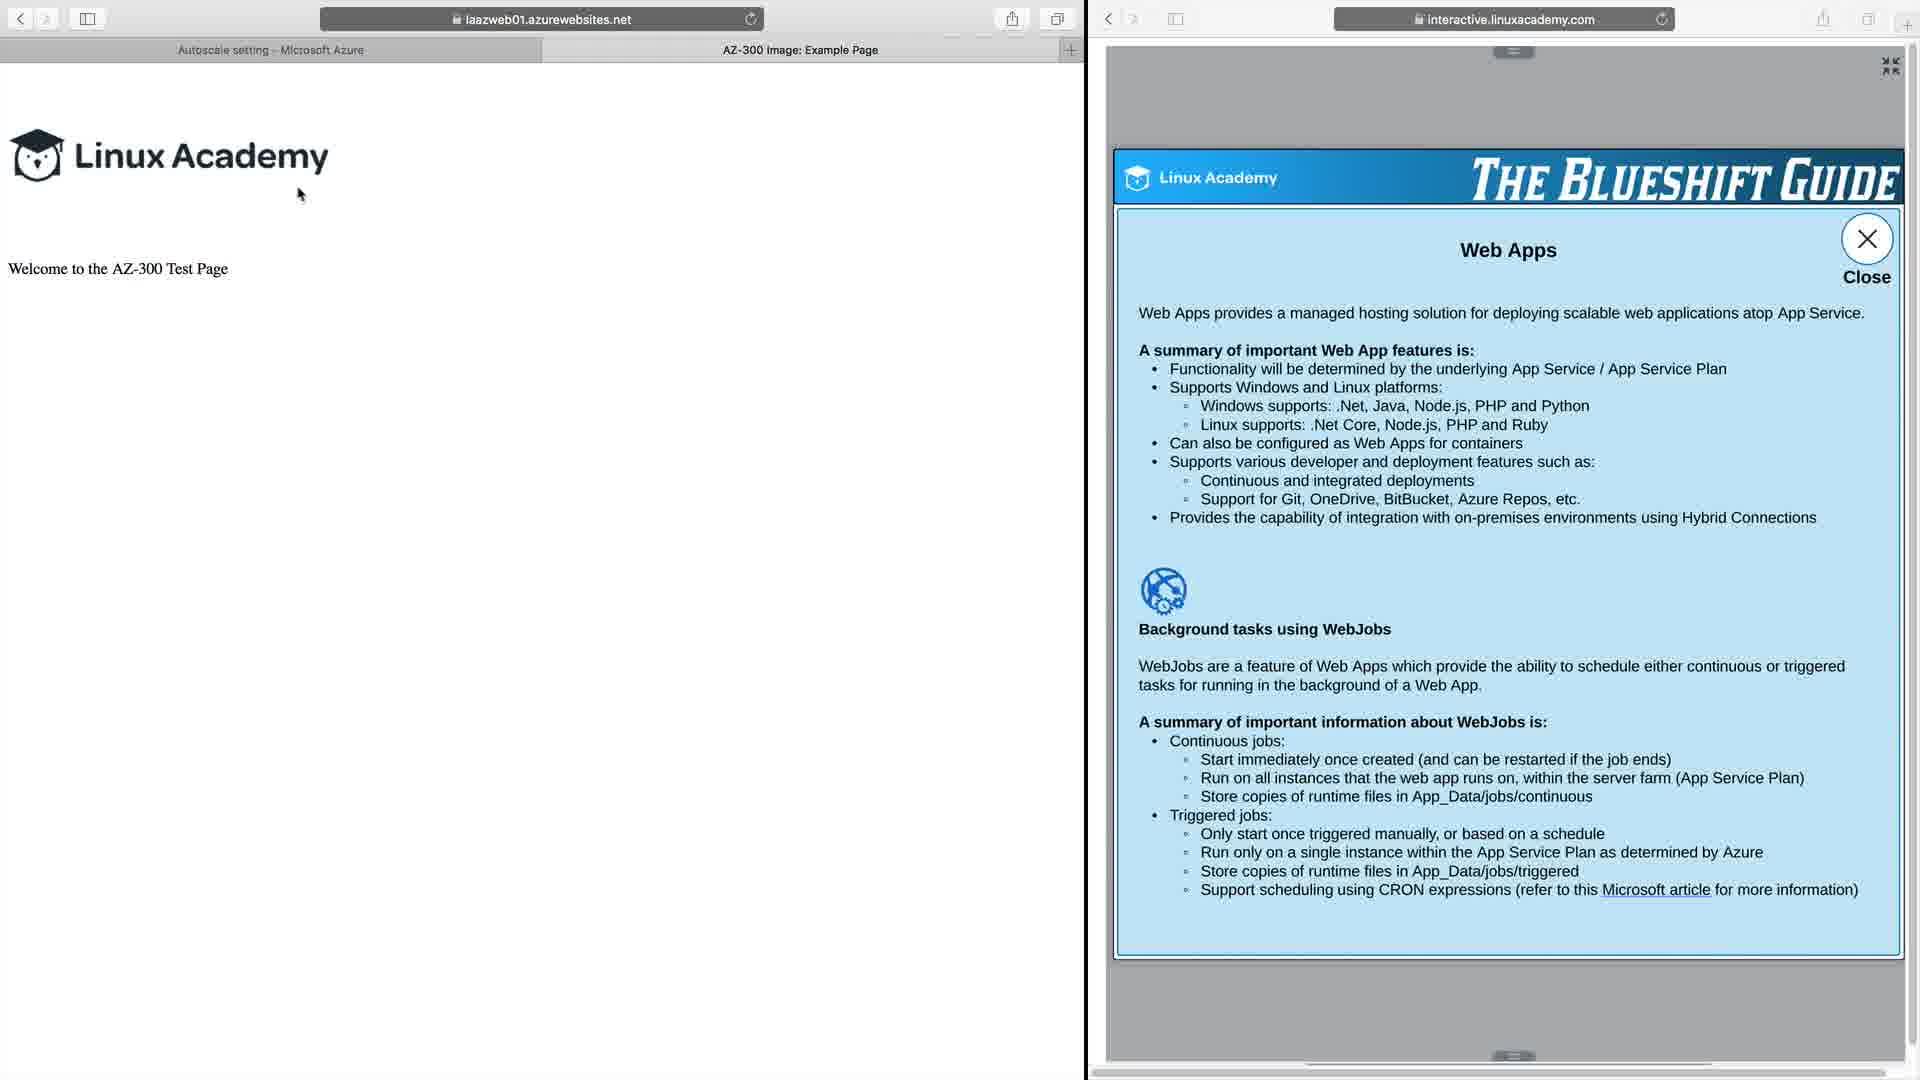 laazweb01.azurewebsites.net
Autoscale setting - Microsoft Azure
AZ-300 Image: Example Page
Linux Academy
Welcome to the AZ-300 Test Page
interactive.linuxacademy.com
Linux Academy
THE BLUESHIFT GUIDE
Web Apps
Close
Web Apps provides a managed hosting solution for deploying scalable web applications atop App Service.
A summary of important Web App features is:
• Functionality will be determined by the underlying App Service / App Service Plan
• Supports Windows and Linux platforms:
◦ Windows supports: .Net, Java, Node.js, PHP and Python
◦ Linux supports: .Net Core, Node.js, PHP and Ruby
• Can also be configured as Web Apps for containers
• Supports various developer and deployment features such as:
◦ Continuous and integrated deployments
◦ Support for Git, OneDrive, BitBucket, Azure Repos, etc.
• Provides the capability of integration with on-premises environments using Hybrid Connections
Background tasks using WebJobs
WebJobs are a feature of Web Apps which provide the ability to schedule either continuous or triggered
tasks for running in the background of a Web App.
A summary of important information about WebJobs is:
• Continuous jobs:
◦ Start immediately once created (and can be restarted if the job ends)
◦ Run on all instances that the web app runs on, within the server farm (App Service Plan)
◦ Store copies of runtime files in App_Data/jobs/continuous
• Triggered jobs:
◦ Only start once triggered manually, or based on a schedule
◦ Run only on a single instance within the App Service Plan as determined by Azure
◦ Store copies of runtime files in App_Data/jobs/triggered
◦ Support scheduling using CRON expressions (refer to this Microsoft article for more information)